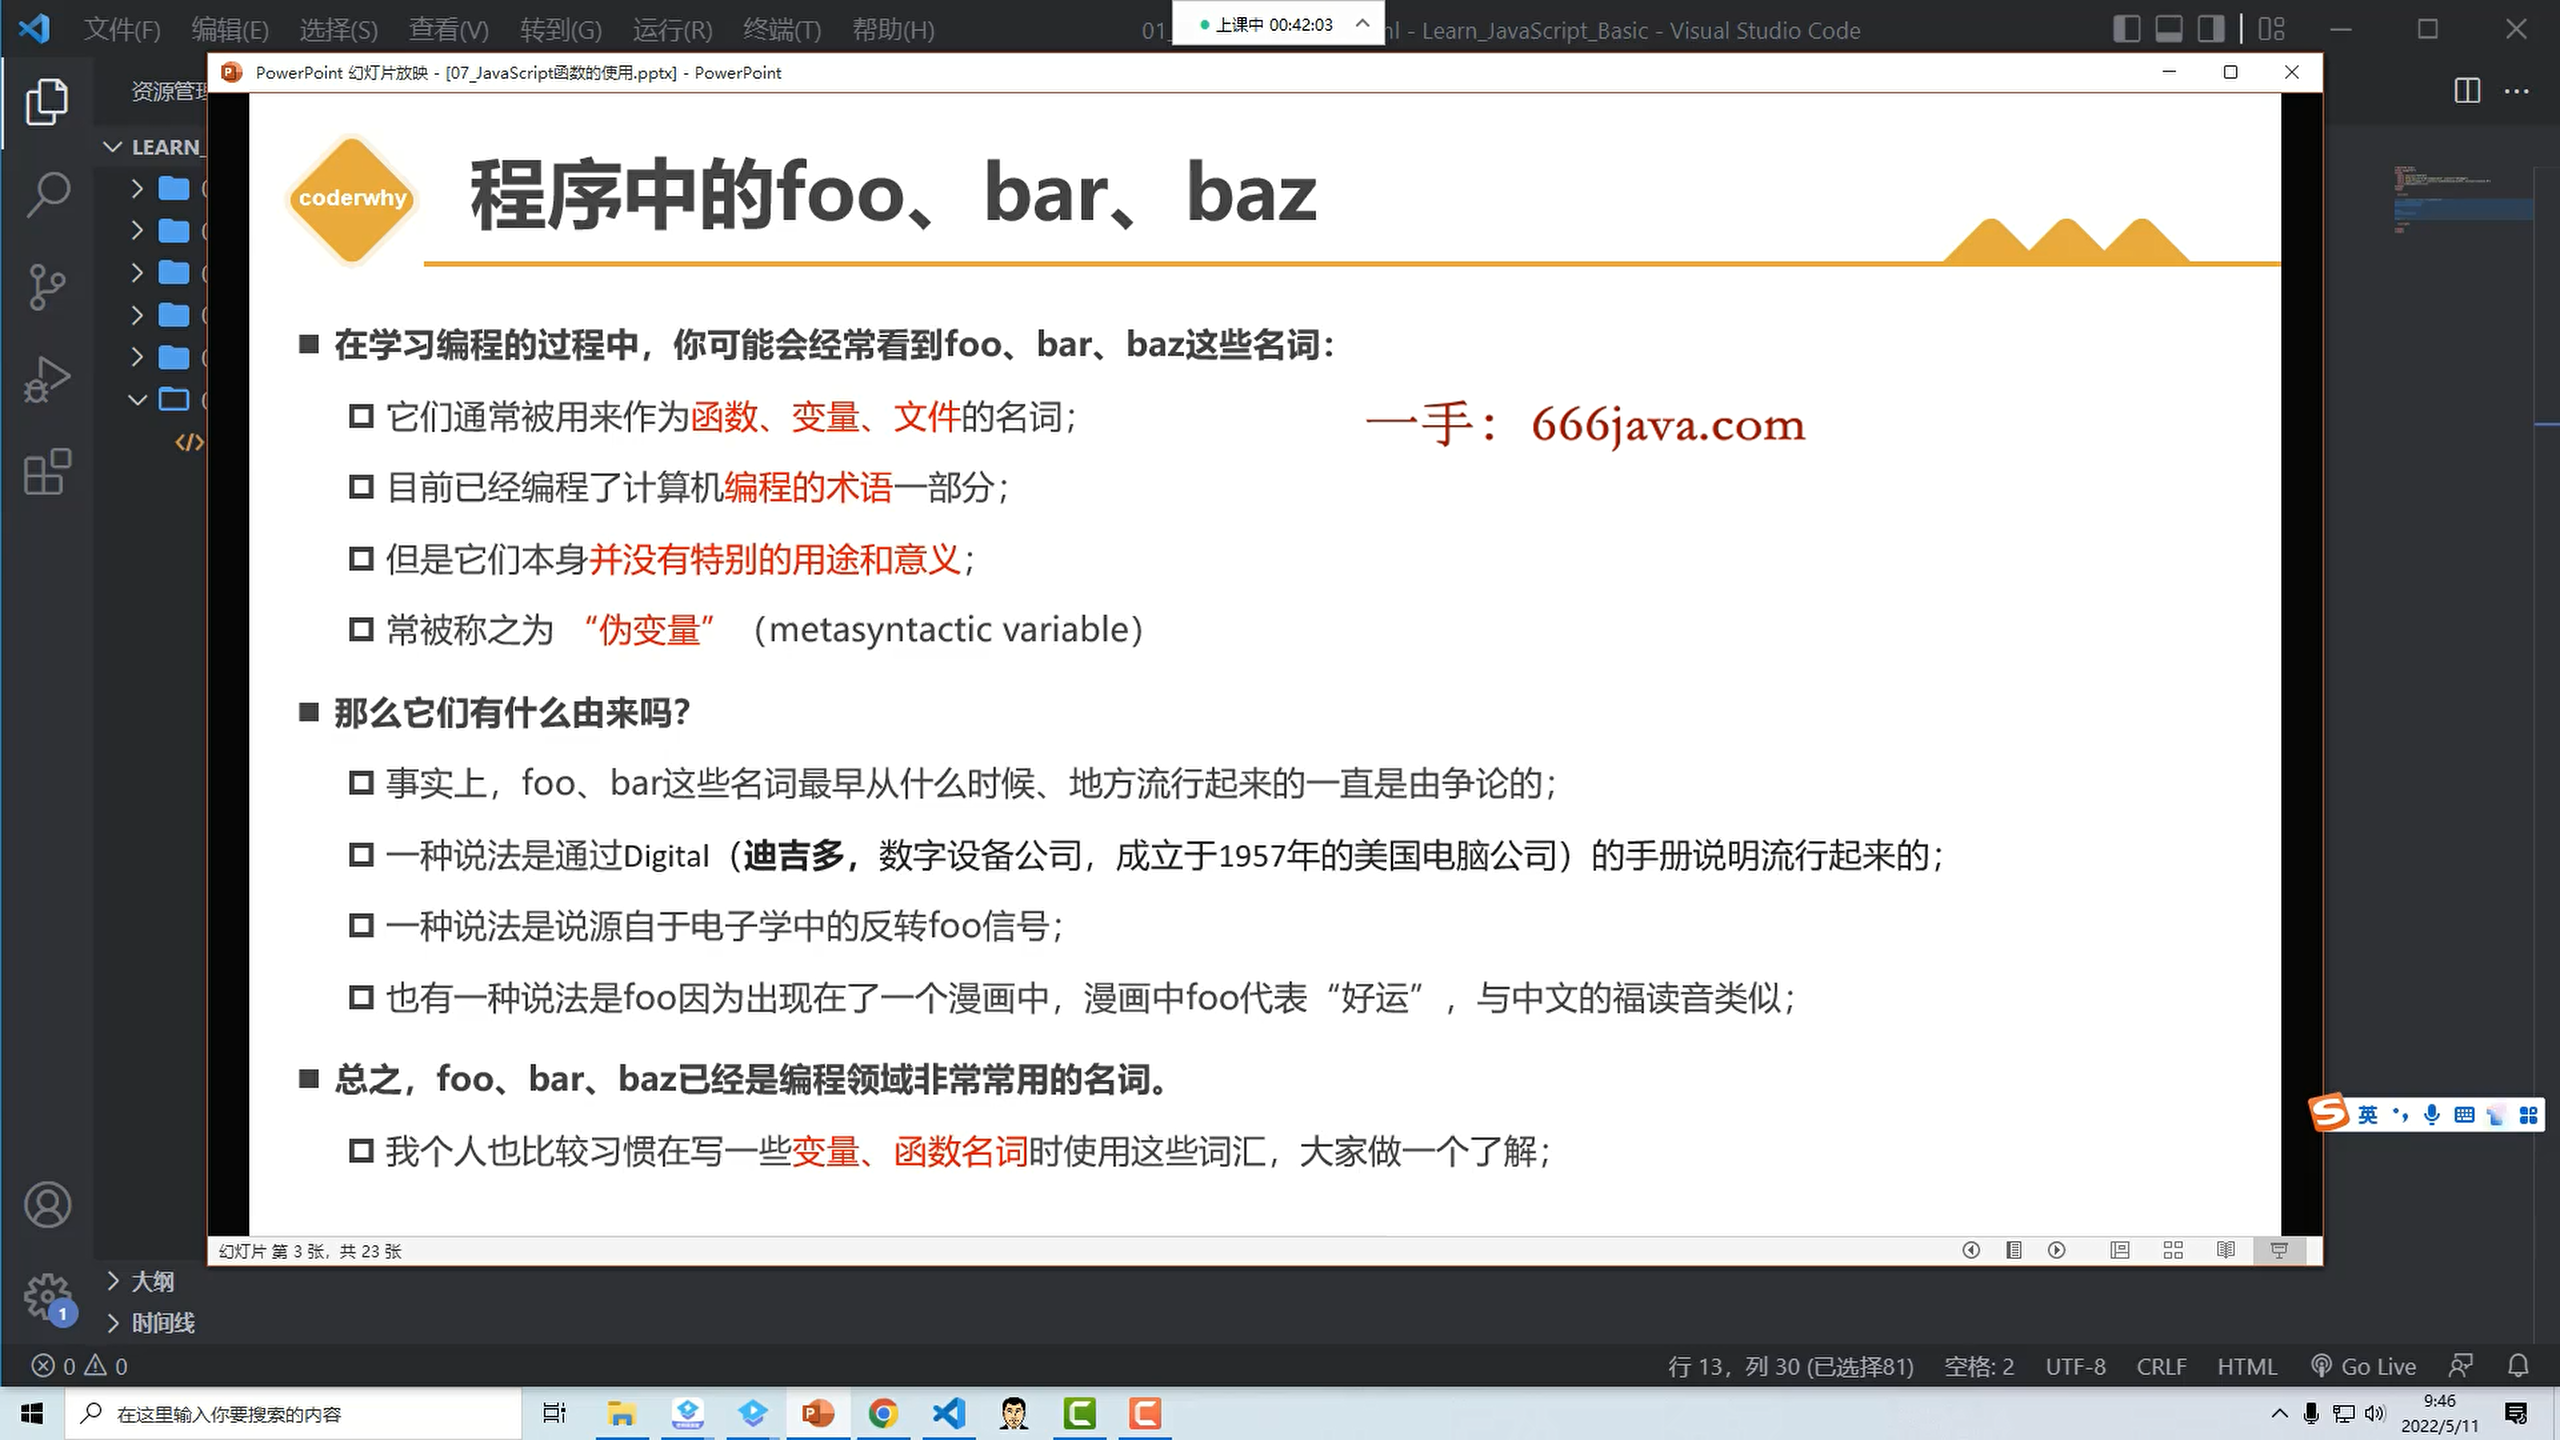 文件(F) 编辑(E) 选择(S) 查看(V) 转到(G) 运行(R) 终端(T) 帮助(H)
上课中 00:42:03
- Learn_JavaScript_Basic - Visual Studio Code
PowerPoint 幻灯片放映 - [07_JavaScript函数的使用.pptx] - PowerPoint
资源管
LEARN_
coderwhy
程序中的foo、bar、baz
在学习编程的过程中，你可能会经常看到foo、bar、baz这些名词：
它们通常被用来作为函数、变量、文件的名词；
一手：666java.com
目前已经编程了计算机编程的术语一部分；
但是它们本身并没有特别的用途和意义；
常被称之为 “伪变量” （metasyntactic variable）
那么它们有什么由来吗？
事实上，foo、bar这些名词最早从什么时候、地方流行起来的一直是由争论的；
一种说法是通过Digital（迪吉多，数字设备公司，成立于1957年的美国电脑公司）的手册说明流行起来的；
一种说法是说源自于电子学中的反转foo信号；
也有一种说法是foo因为出现在了一个漫画中，漫画中foo代表“好运”，与中文的福读音类似；
总之，foo、bar、baz已经是编程领域非常常用的名词。
我个人也比较习惯在写一些变量、函数名词时使用这些词汇，大家做一个了解；
英
幻灯片 第 3 张，共 23 张
大纲
1
时间线
0 0
行 13，列 30 (已选择81) 空格: 2 UTF-8 CRLF HTML Go Live
在这里输入你要搜索的内容
9:46
2022/5/11